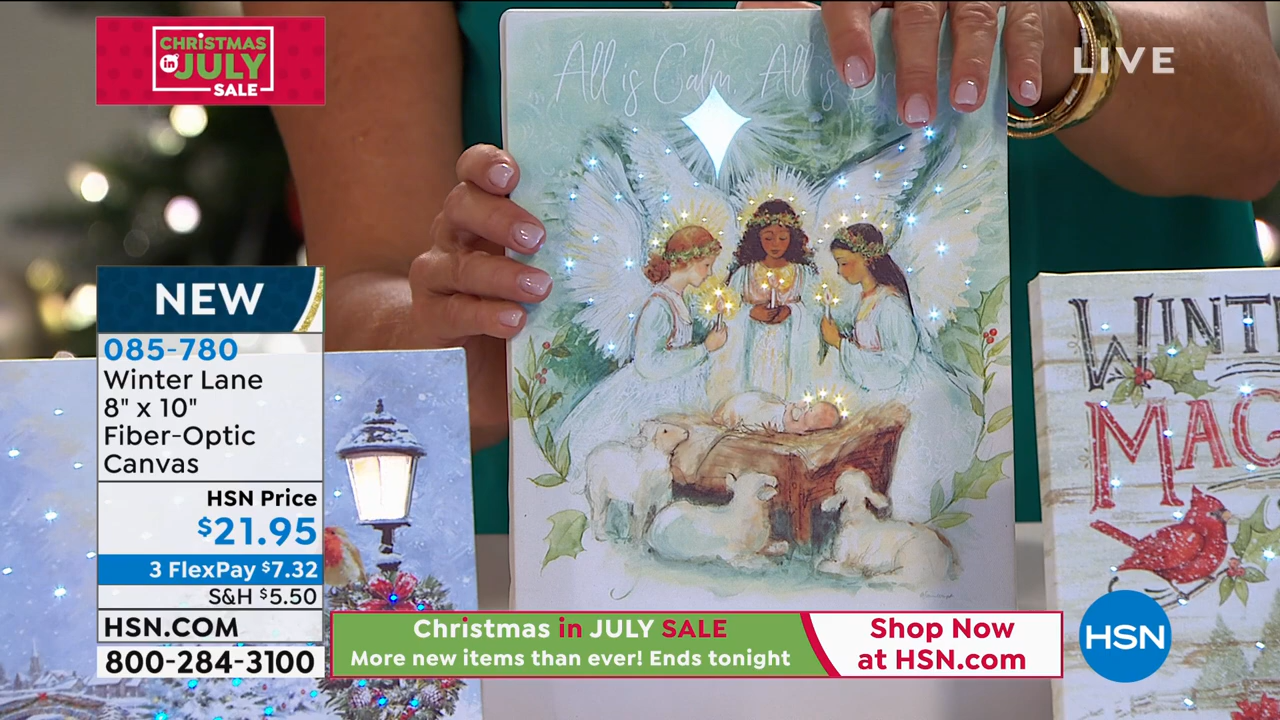 CHRISTMAS
in JULY
SALE
LIVE
All is Calm, All is
NEW
085-780
Winter Lane
8" x 10"
Fiber-Optic
Canvas
HSN Price
$21.95
3 FlexPay $7.32
S&H $5.50
HSN.COM
800-284-3100
MAG
Christmas in JULY SALE
More new items than ever! Ends tonight
Shop Now
at HSN.com
HSN